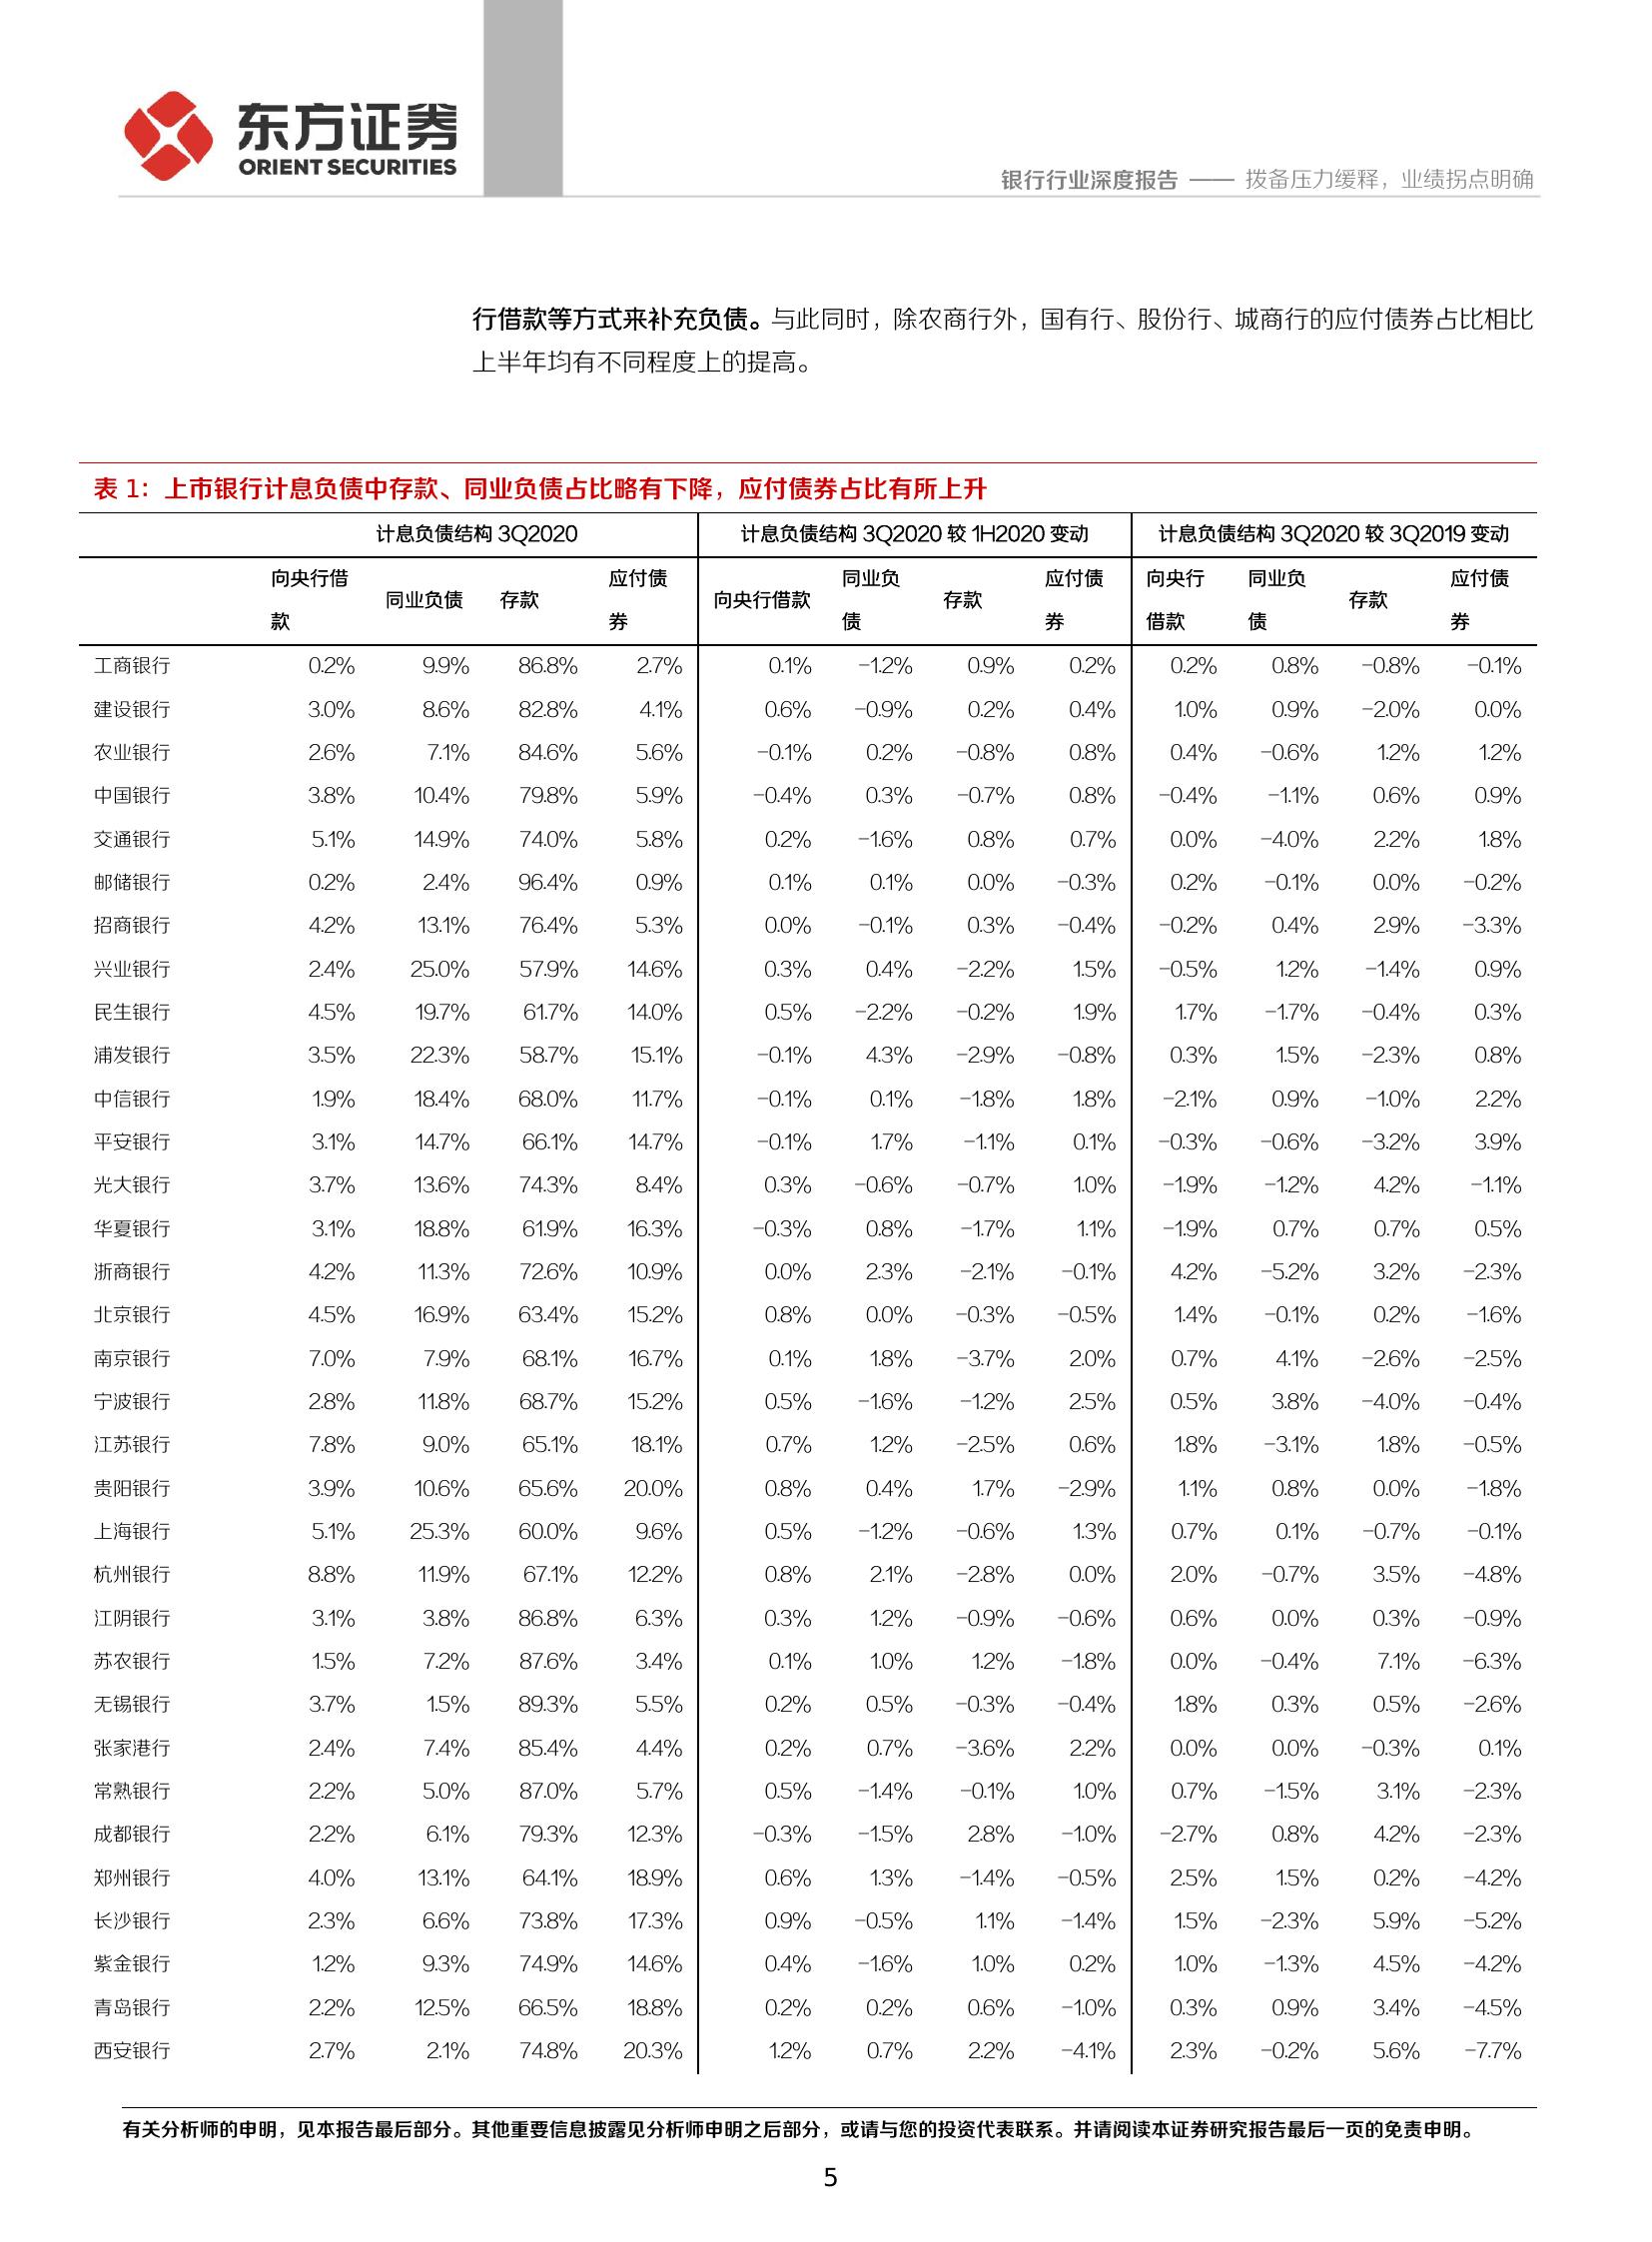 东方证券
ORIENT SECURITIES
银行行业深度报告 —— 拨备压力缓释，业绩拐点明确
行借款等方式来补充负债。与此同时，除农商行外，国有行、股份行、城商行的应付债券占比相比
上半年均有不同程度上的提高。
表 1：上市银行计息负债中存款、同业负债占比略有下降，应付债券占比有所上升
计息负债结构 3Q2020 计息负债结构 3Q2020 较 1H2020 变动 计息负债结构 3Q2020 较 3Q2019 变动
向央行借款 同业负债 存款 应付债券 向央行借款 同业负债 存款 应付债券 向央行借款 同业负债 存款 应付债券
工商银行 0.2% 9.9% 86.8% 2.7% 0.1% -1.2% 0.9% 0.2% 0.2% 0.8% -0.8% -0.1%
建设银行 3.0% 8.6% 82.8% 4.1% 0.6% -0.9% 0.2% 0.4% 1.0% 0.9% -2.0% 0.0%
农业银行 2.6% 7.1% 84.6% 5.6% -0.1% 0.2% -0.8% 0.8% 0.4% -0.6% 1.2% 1.2%
中国银行 3.8% 10.4% 79.8% 5.9% -0.4% 0.3% -0.7% 0.8% -0.4% -1.1% 0.6% 0.9%
交通银行 5.1% 14.9% 74.0% 5.8% 0.2% -1.6% 0.8% 0.7% 0.0% -4.0% 2.2% 1.8%
邮储银行 0.2% 2.4% 96.4% 0.9% 0.1% 0.1% 0.0% -0.3% 0.2% -0.1% 0.0% -0.2%
招商银行 4.2% 13.1% 76.4% 5.3% 0.0% -0.1% 0.3% -0.4% -0.2% 0.4% 2.9% -3.3%
兴业银行 2.4% 25.0% 57.9% 14.6% 0.3% 0.4% -2.2% 1.5% -0.5% 1.2% -1.4% 0.9%
民生银行 4.5% 19.7% 61.7% 14.0% 0.5% -2.2% -0.2% 1.9% 1.7% -1.7% -0.4% 0.3%
浦发银行 3.5% 22.3% 58.7% 15.1% -0.1% 4.3% -2.9% -0.8% 0.3% 1.5% -2.3% 0.8%
中信银行 1.9% 18.4% 68.0% 11.7% -0.1% 0.1% -1.8% 1.8% -2.1% 0.9% -1.0% 2.2%
平安银行 3.1% 14.7% 66.1% 14.7% -0.1% 1.7% -1.1% 0.1% -0.3% -0.6% -3.2% 3.9%
光大银行 3.7% 13.6% 74.3% 8.4% 0.3% -0.6% -0.7% 1.0% -1.9% -1.2% 4.2% -1.1%
华夏银行 3.1% 18.8% 61.9% 16.3% -0.3% 0.8% -1.7% 1.1% -1.9% 0.7% 0.7% 0.5%
浙商银行 4.2% 11.3% 72.6% 10.9% 0.0% 2.3% -2.1% -0.1% 4.2% -5.2% 3.2% -2.3%
北京银行 4.5% 16.9% 63.4% 15.2% 0.8% 0.0% -0.3% -0.5% 1.4% -0.1% 0.2% -1.6%
南京银行 7.0% 7.9% 68.1% 16.7% 0.1% 1.8% -3.7% 2.0% 0.7% 4.1% -2.6% -2.5%
宁波银行 2.8% 11.8% 68.7% 15.2% 0.5% -1.6% -1.2% 2.5% 0.5% 3.8% -4.0% -0.4%
江苏银行 7.8% 9.0% 65.1% 18.1% 0.7% 1.2% -2.5% 0.6% 1.8% -3.1% 1.8% -0.5%
贵阳银行 3.9% 10.6% 65.6% 20.0% 0.8% 0.4% 1.7% -2.9% 1.1% 0.8% 0.0% -1.8%
上海银行 5.1% 25.3% 60.0% 9.6% 0.5% -1.2% -0.6% 1.3% 0.7% 0.1% -0.7% -0.1%
杭州银行 8.8% 11.9% 67.1% 12.2% 0.8% 2.1% -2.8% 0.0% 2.0% -0.7% 3.5% -4.8%
江阴银行 3.1% 3.8% 86.8% 6.3% 0.3% 1.2% -0.9% -0.6% 0.6% 0.0% 0.3% -0.9%
苏农银行 1.5% 7.2% 87.6% 3.4% 0.1% 1.0% 1.2% -1.8% 0.0% -0.4% 7.1% -6.3%
无锡银行 3.7% 1.5% 89.3% 5.5% 0.2% 0.5% -0.3% -0.4% 1.8% 0.3% 0.5% -2.6%
张家港行 2.4% 7.4% 85.4% 4.4% 0.2% 0.7% -3.6% 2.2% 0.0% 0.0% -0.3% 0.1%
常熟银行 2.2% 5.0% 87.0% 5.7% 0.5% -1.4% -0.1% 1.0% 0.7% -1.5% 3.1% -2.3%
成都银行 2.2% 6.1% 79.3% 12.3% -0.3% -1.5% 2.8% -1.0% -2.7% 0.8% 4.2% -2.3%
郑州银行 4.0% 13.1% 64.1% 18.9% 0.6% 1.3% -1.4% -0.5% 2.5% 1.5% 0.2% -4.2%
长沙银行 2.3% 6.6% 73.8% 17.3% 0.9% -0.5% 1.1% -1.4% 1.5% -2.3% 5.9% -5.2%
紫金银行 1.2% 9.3% 74.9% 14.6% 0.4% -1.6% 1.0% 0.2% 1.0% -1.3% 4.5% -4.2%
青岛银行 2.2% 12.5% 66.5% 18.8% 0.2% 0.2% 0.6% -1.0% 0.3% 0.9% 3.4% -4.5%
西安银行 2.7% 2.1% 74.8% 20.3% 1.2% 0.7% 2.2% -4.1% 2.3% -0.2% 5.6% -7.7%
有关分析师的申明，见本报告最后部分。其他重要信息披露见分析师申明之后部分，或请与您的投资代表联系。并请阅读本证券研究报告最后一页的免责申明。
5